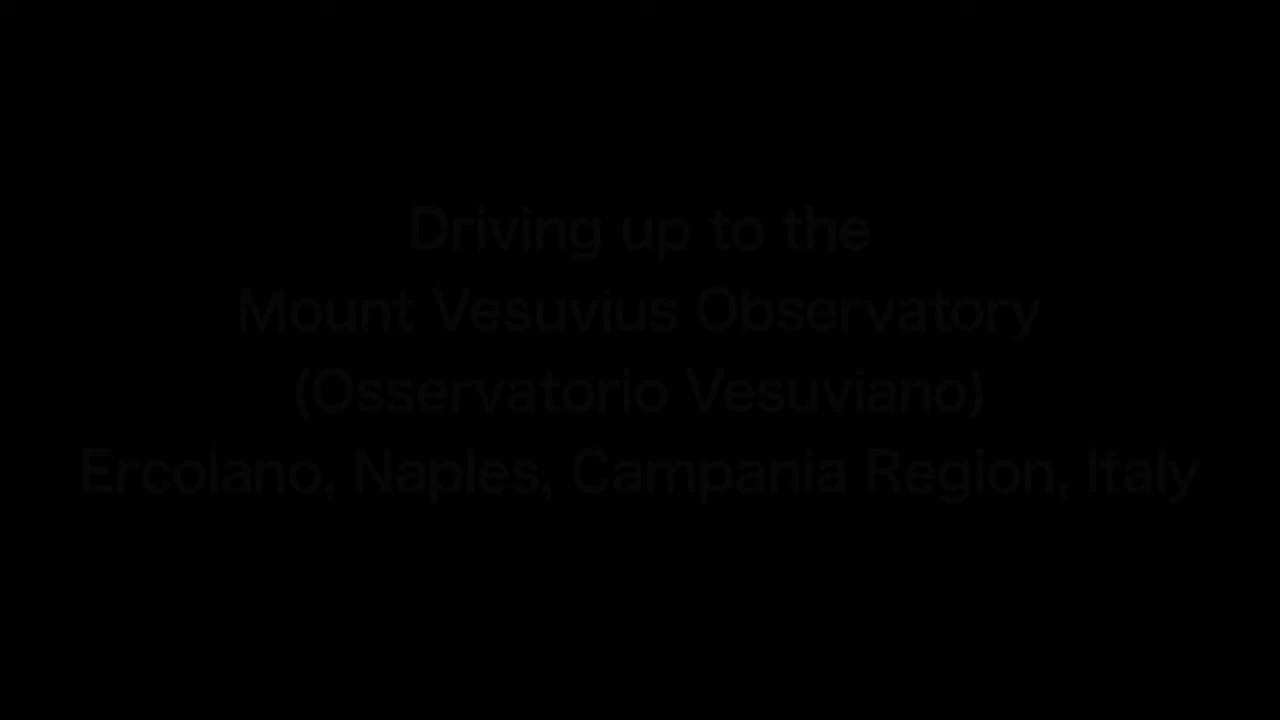 Driving up to the
Mount Vesuvius Observatory
(Osservatorio Vesuviano)
Ercolano, Naples, Campania Region, Italy